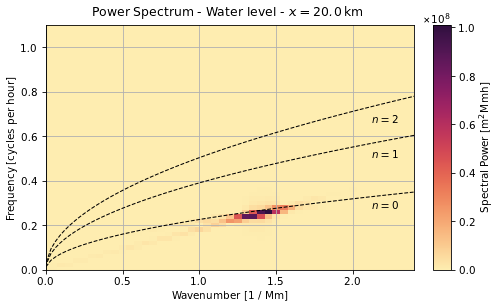 Power Spectrum - Water level - x = 20.0 km
×10⁸
1.0
0.8
0.6
0.4
0.2
0.0
Frequency [cycles per hour]
n = 2
n = 1
n = 0
0.0 0.5 1.0 1.5 2.0
Wavenumber [1 / Mm]
1.0
0.8
0.6
0.4
0.2
0.0
Spectral Power [m² Mmh]